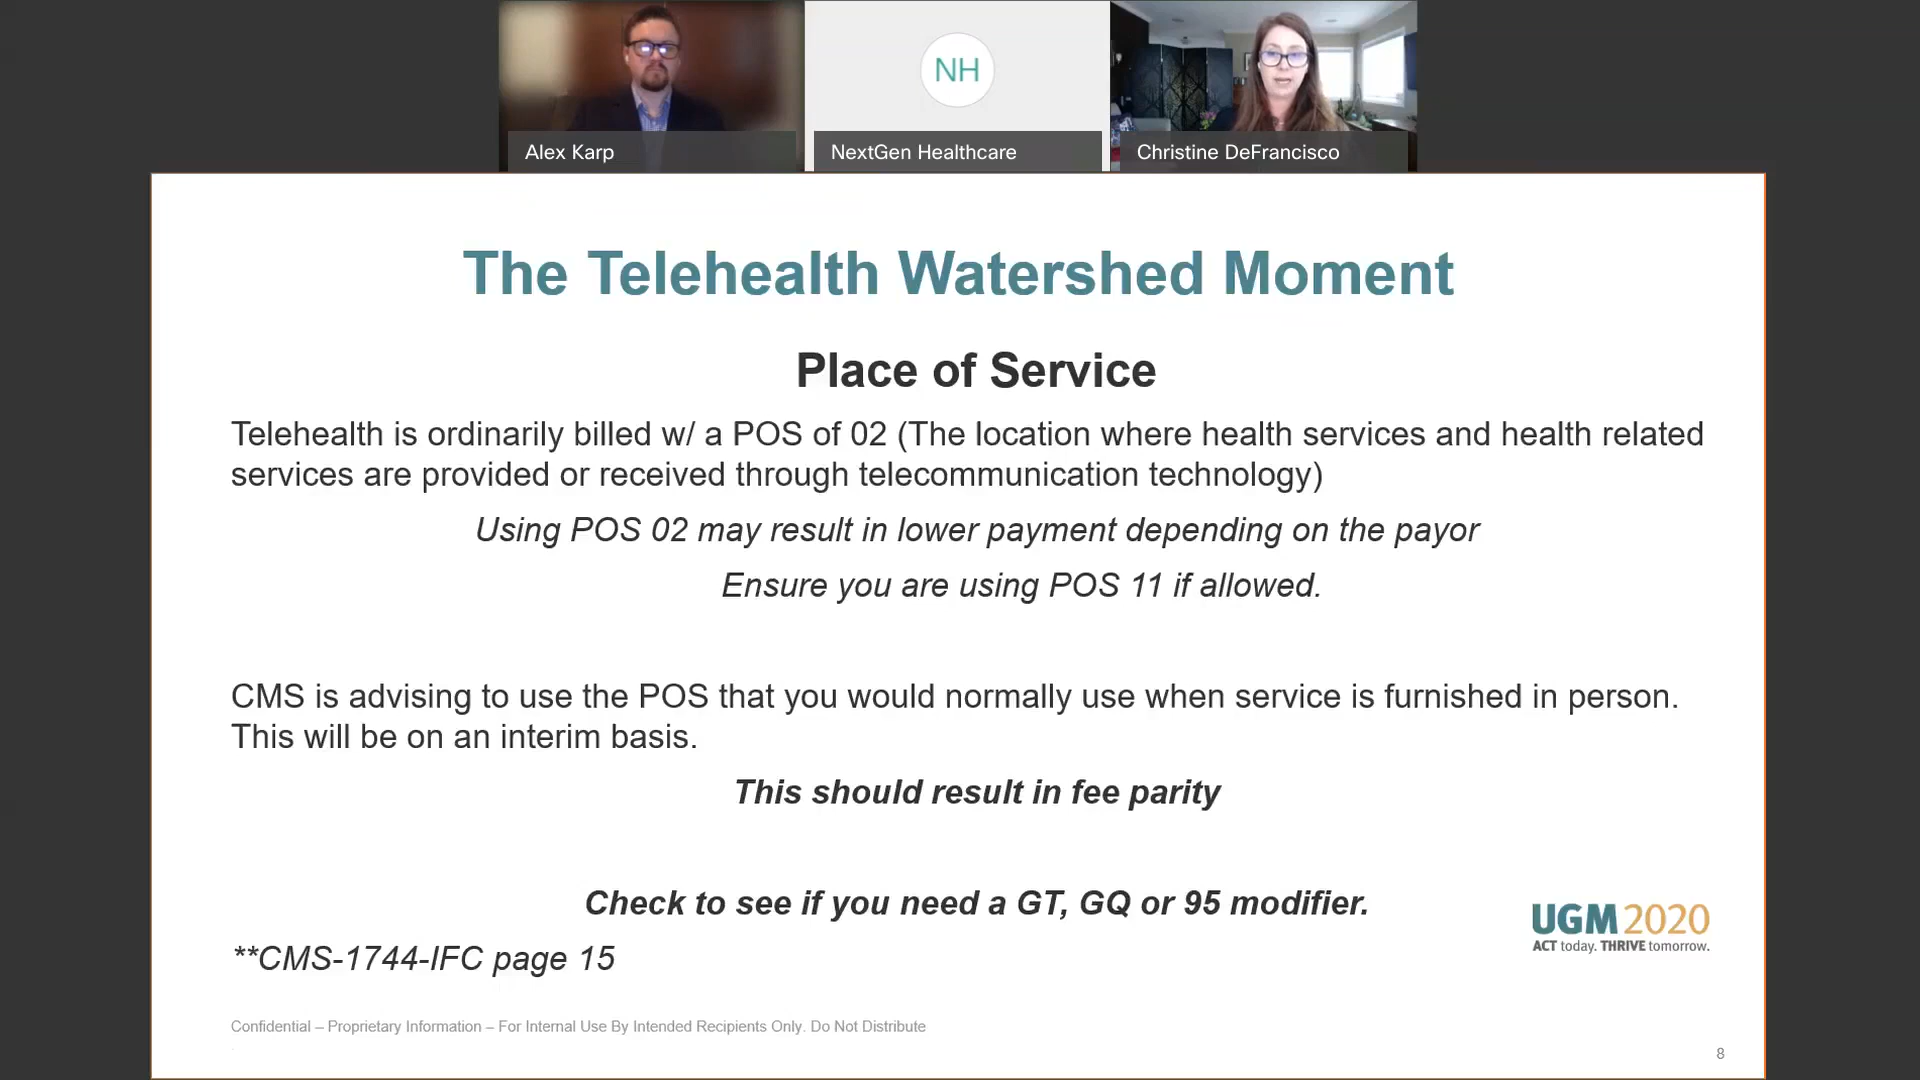 NH
Alex Karp
NextGen Healthcare
Christine DeFrancisco
The Telehealth Watershed Moment
Place of Service
Telehealth is ordinarily billed w/ a POS of 02 (The location where health services and health related
services are provided or received through telecommunication technology)
Using POS 02 may result in lower payment depending on the payor
Ensure you are using POS 11 if allowed.
CMS is advising to use the POS that you would normally use when service is furnished in person.
This will be on an interim basis.
This should result in fee parity
Check to see if you need a GT, GQ or 95 modifier.
**CMS-1744-IFC page 15
UGM 2020
ACT today. THRIVE tomorrow.
Confidential – Proprietary Information – For Internal Use By Intended Recipients Only. Do Not Distribute
8